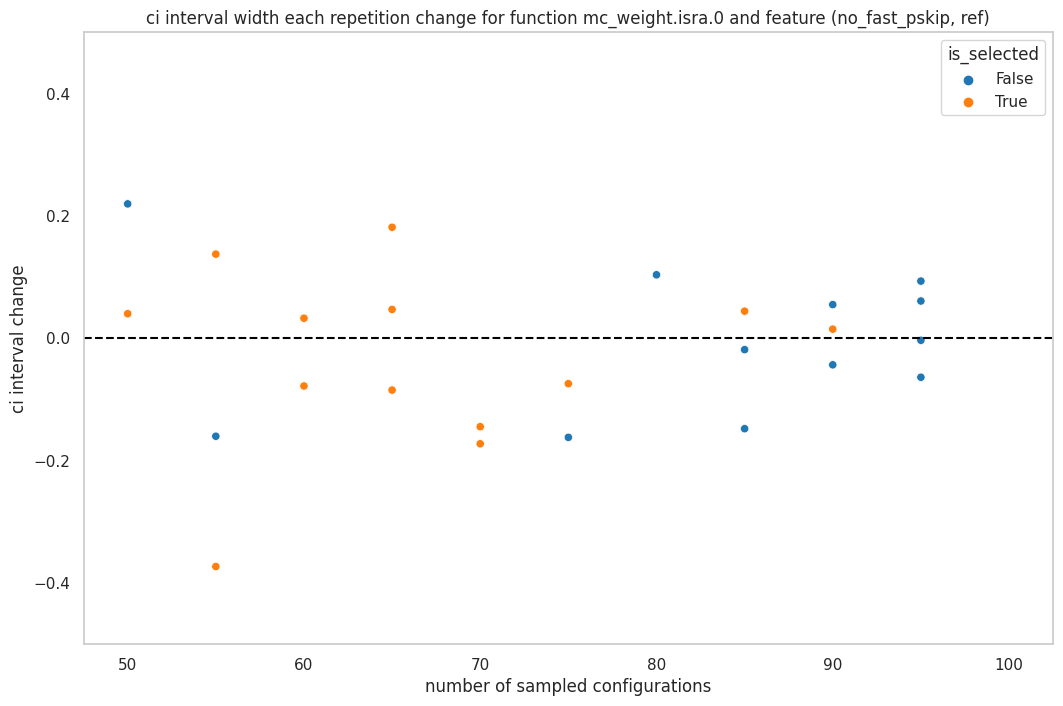 ci interval width each repetition change for function mc_weight.isra.0 and feature (no_fast_pskip, ref)
is_selected
False
True
0.4
0.2
0.0
−0.2
−0.4
ci interval change
50 60 70 80 90 100
number of sampled configurations